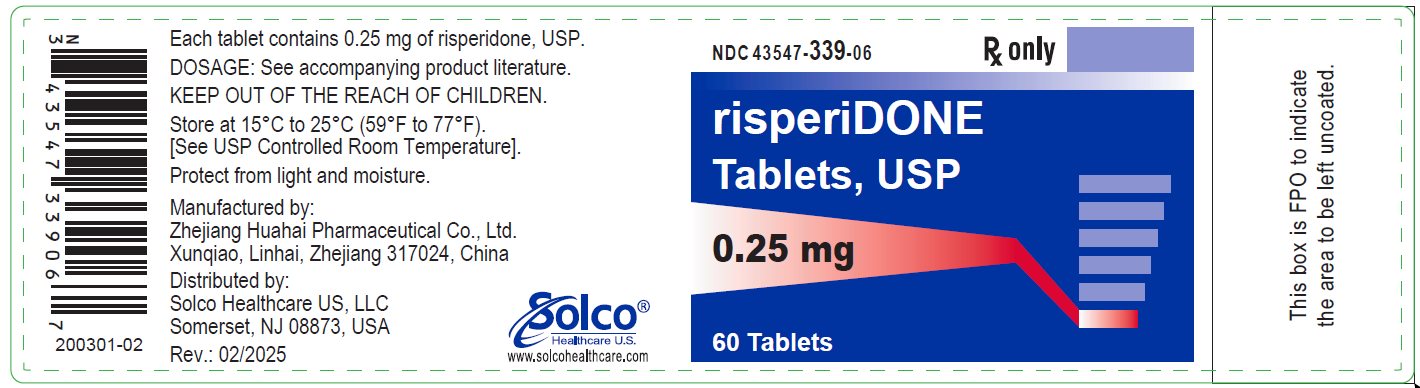 3 N 43547 33906 7
200301-02
Each tablet contains 0.25 mg of risperidone, USP.
DOSAGE: See accompanying product literature.
KEEP OUT OF THE REACH OF CHILDREN.
Store at 15°C to 25°C (59°F to 77°F).
[See USP Controlled Room Temperature].
Protect from light and moisture.
Manufactured by:
Zhejiang Huahai Pharmaceutical Co., Ltd.
Xunqiao, Linhai, Zhejiang 317024, China
Distributed by:
Solco Healthcare US, LLC
Somerset, NJ 08873, USA
Rev.: 02/2025
Solco®
Healthcare U.S.
www.solcohealthcare.com
NDC 43547-339-06
Rx only
risperiDONE
Tablets, USP
0.25 mg
60 Tablets
This box is FPO to indicate
the area to be left uncoated.